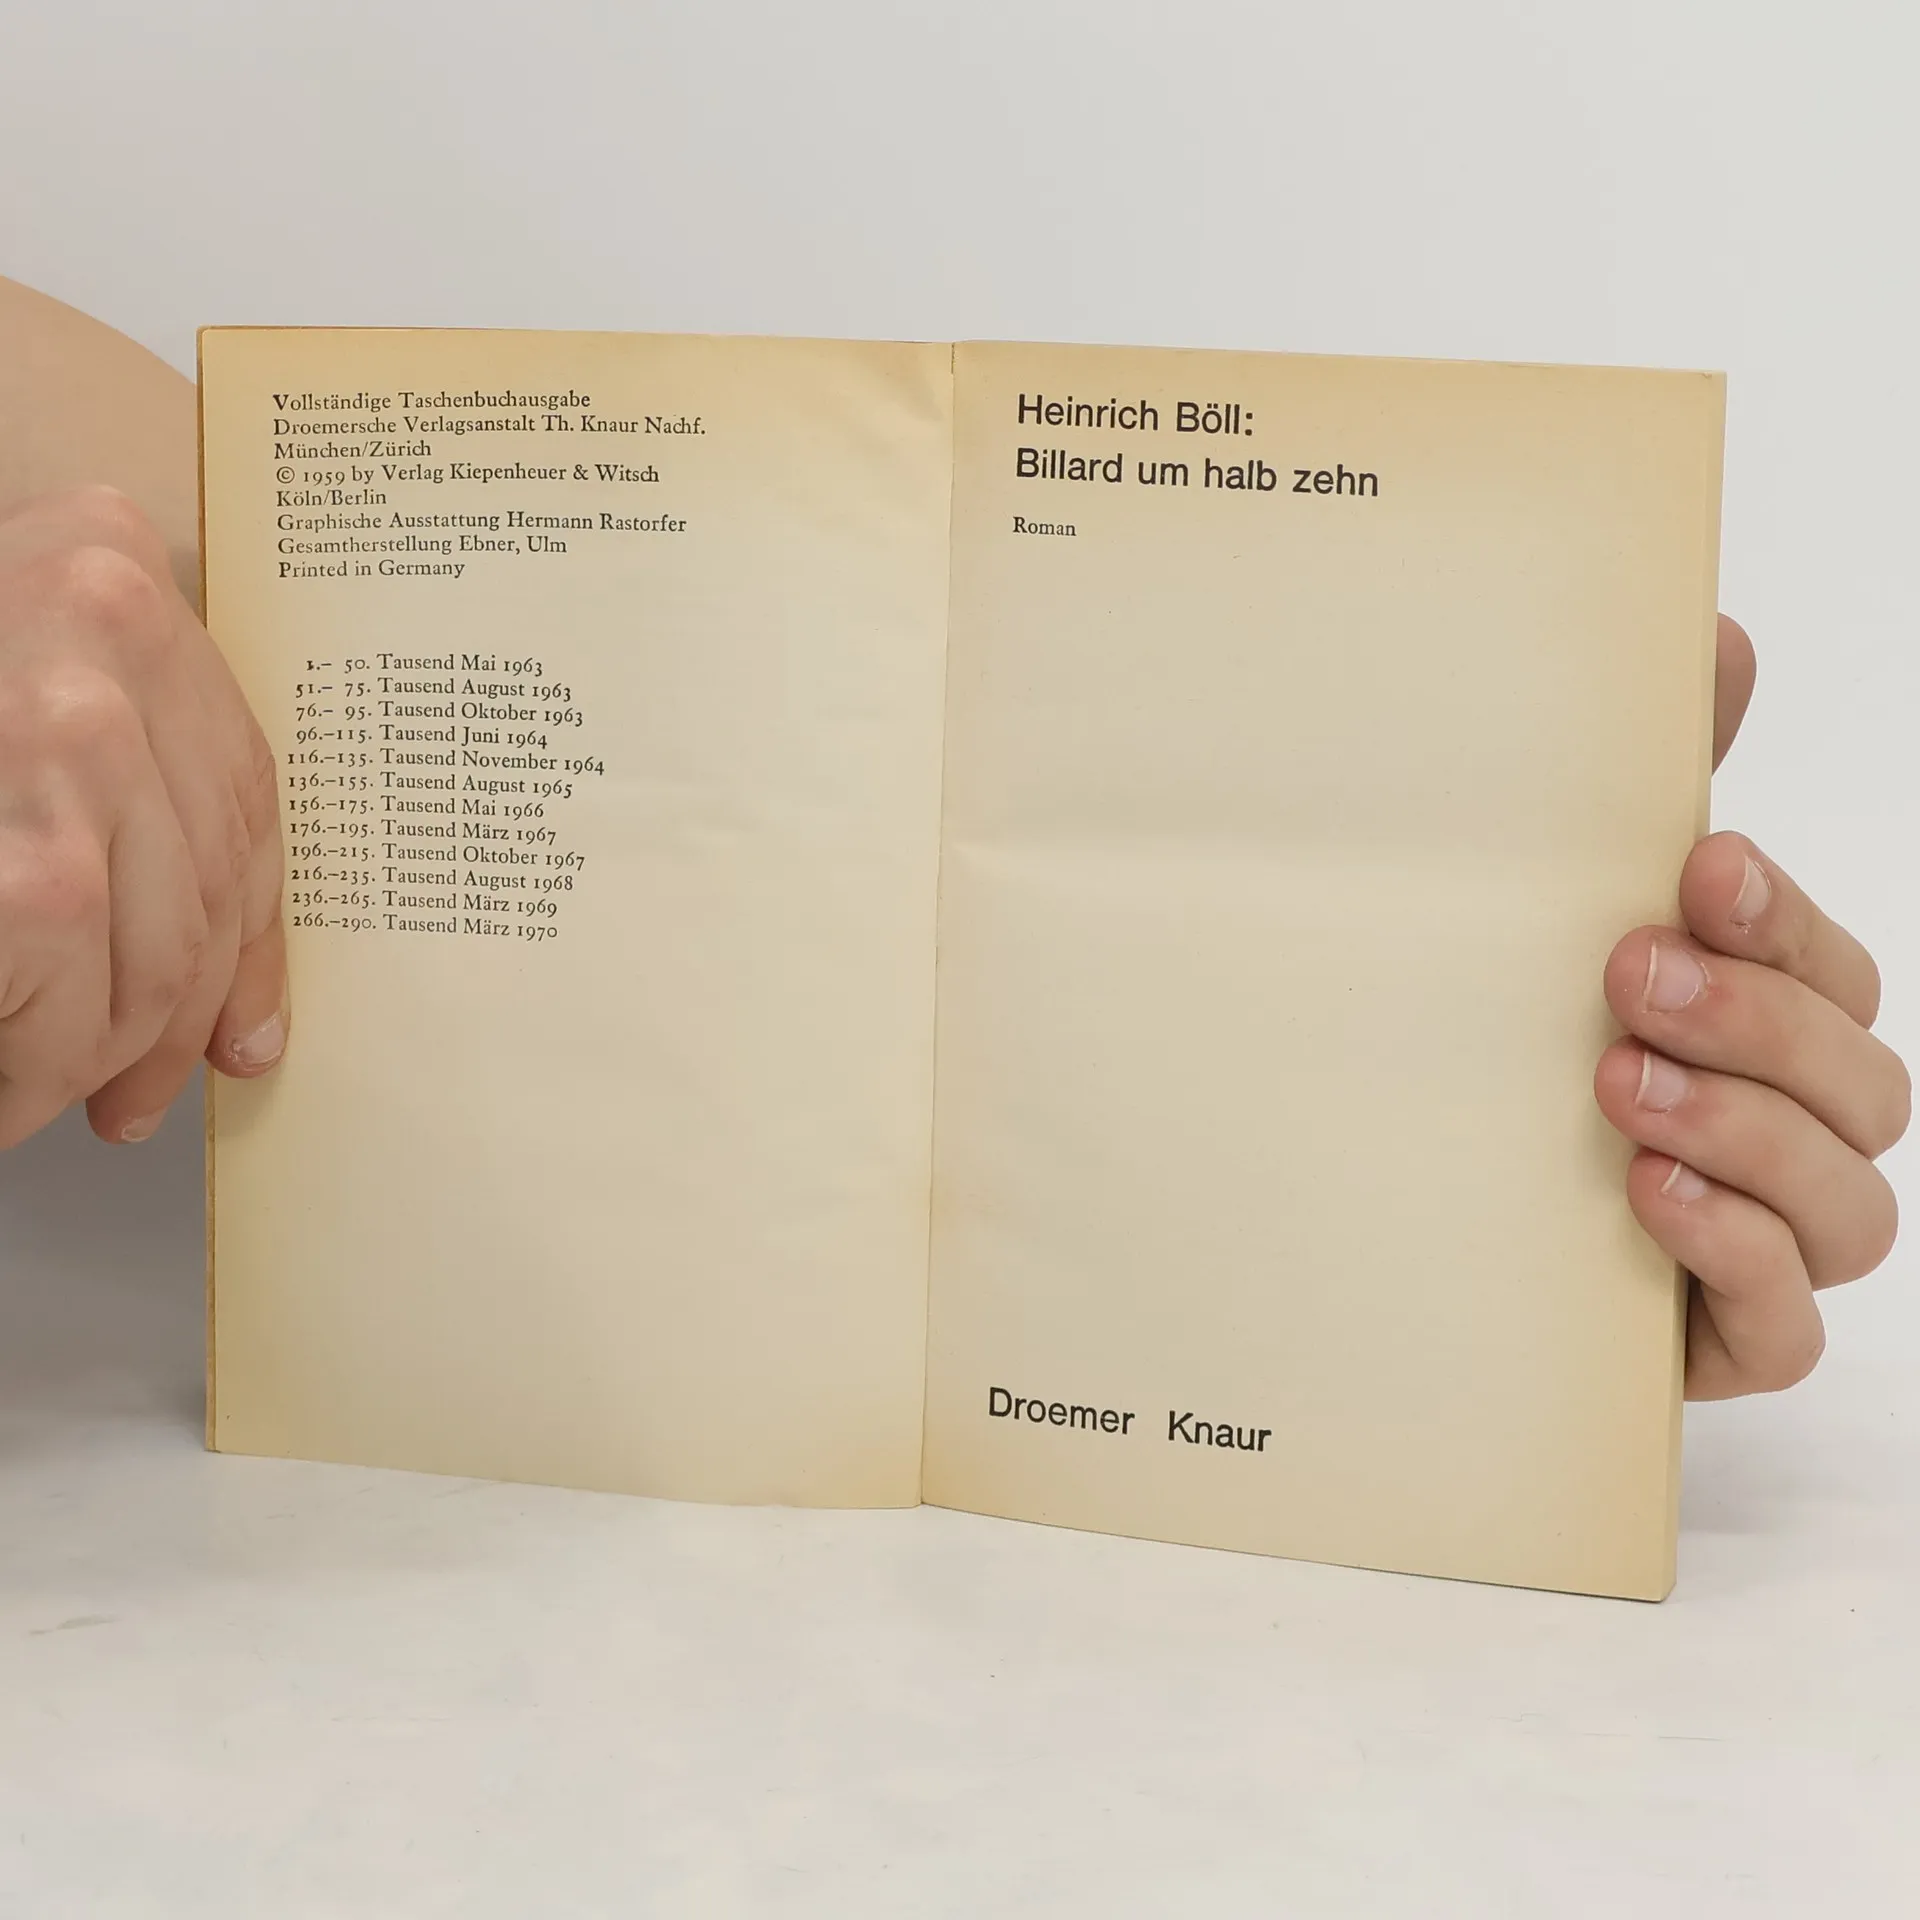 Vollständige Taschenbuchausgabe
Droemersche Verlagsanstalt Th. Knaur Nachf.
München/Zürich
© 1959 by Verlag Kiepenheuer & Witsch
Köln/Berlin
Graphische Ausstattung Hermann Rastorfer
Gesamtherstellung Ebner, Ulm
Printed in Germany
1.– 50. Tausend Mai 1963
51.– 75. Tausend August 1963
76.– 95. Tausend Oktober 1963
96.–115. Tausend Juni 1964
116.–135. Tausend November 1964
136.–155. Tausend August 1965
156.–175. Tausend Mai 1966
176.–195. Tausend März 1967
196.–215. Tausend Oktober 1967
216.–235. Tausend August 1968
236.–265. Tausend März 1969
266.–290. Tausend März 1970
Heinrich Böll:
Billard um halb zehn
Roman
Droemer Knaur